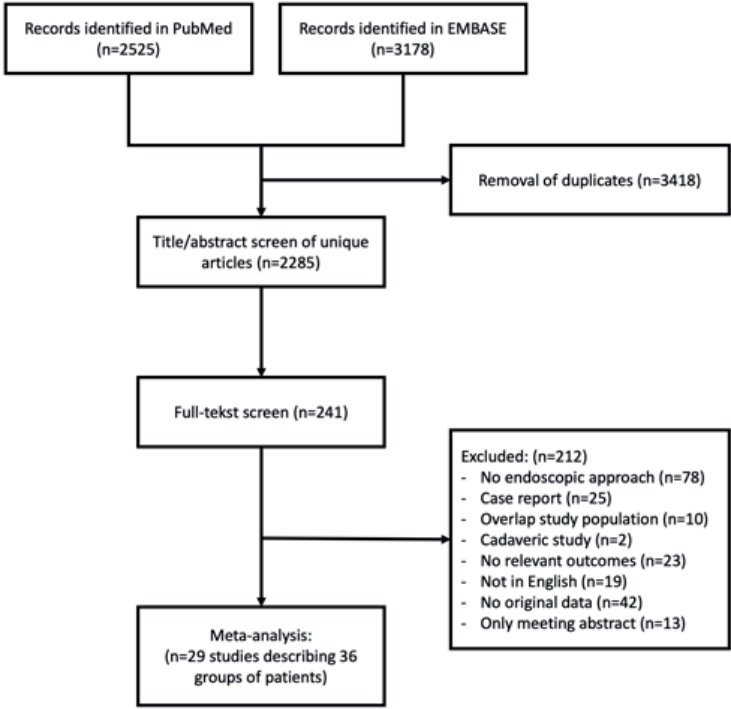 Records identified in PubMed
(n=2525)
Records identified in EMBASE
(n=3178)
Removal of duplicates (n=3418)
Title/abstract screen of unique
articles (n=2285)
Full-tekst screen (n=241)
Excluded: (n=212)
- No endoscopic approach (n=78)
- Case report (n=25)
- Overlap study population (n=10)
- Cadaveric study (n=2)
- No relevant outcomes (n=23)
- Not in English (n=19)
- No original data (n=42)
- Only meeting abstract (n=13)
Meta-analysis:
(n=29 studies describing 36
groups of patients)